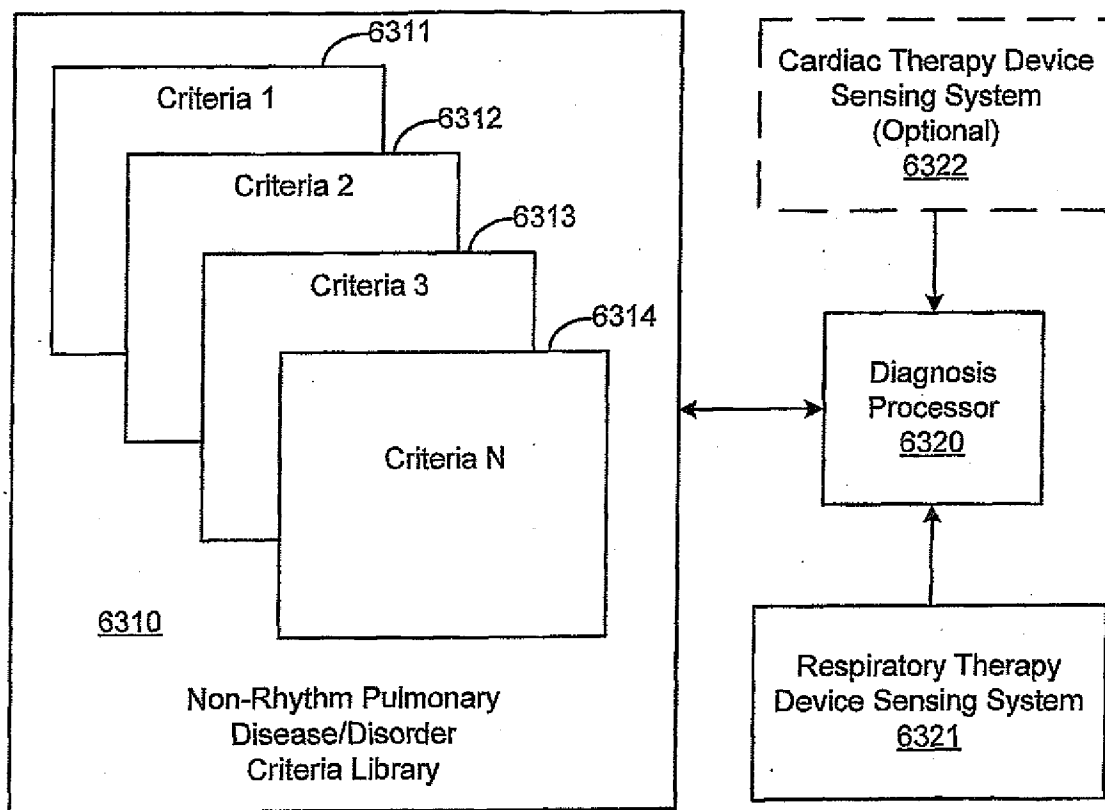 6311
Criteria 1
6312
Criteria 2
6313
Criteria 3
6314
Criteria N
6310
Non-Rhythm Pulmonary
Disease/Disorder
Criteria Library
Cardiac Therapy Device
Sensing System
(Optional)
6322
Diagnosis
Processor
6320
Respiratory Therapy
Device Sensing System
6321